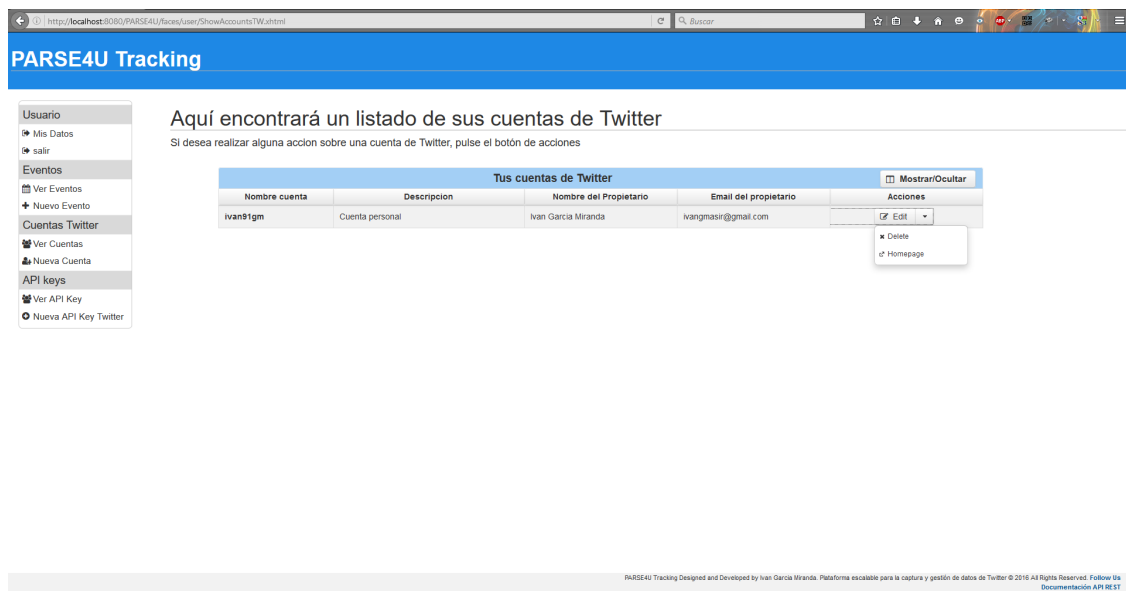 http://localhost:8080/PARSE4U/faces/user/ShowAccountsTW.xhtml
Buscar
PARSE4U Tracking
Usuario
Mis Datos
salir
Eventos
Ver Eventos
Nuevo Evento
Cuentas Twitter
Ver Cuentas
Nueva Cuenta
API keys
Ver API Key
Nueva API Key Twitter
Aquí encontrará un listado de sus cuentas de Twitter
Si desea realizar alguna accion sobre una cuenta de Twitter, pulse el botón de acciones
Tus cuentas de Twitter
Mostrar/Ocultar
Nombre cuenta Descripcion Nombre del Propietario Email del propietario Acciones
ivan91gm Cuenta personal Ivan Garcia Miranda ivangmasir@gmail.com Edit
Delete
Homepage
PARSE4U Tracking Designed and Developed by Ivan Garcia Miranda. Plataforma escalable para la captura y gestión de datos de Twitter © 2016 All Rights Reserved. Follow Us
Documentación API REST